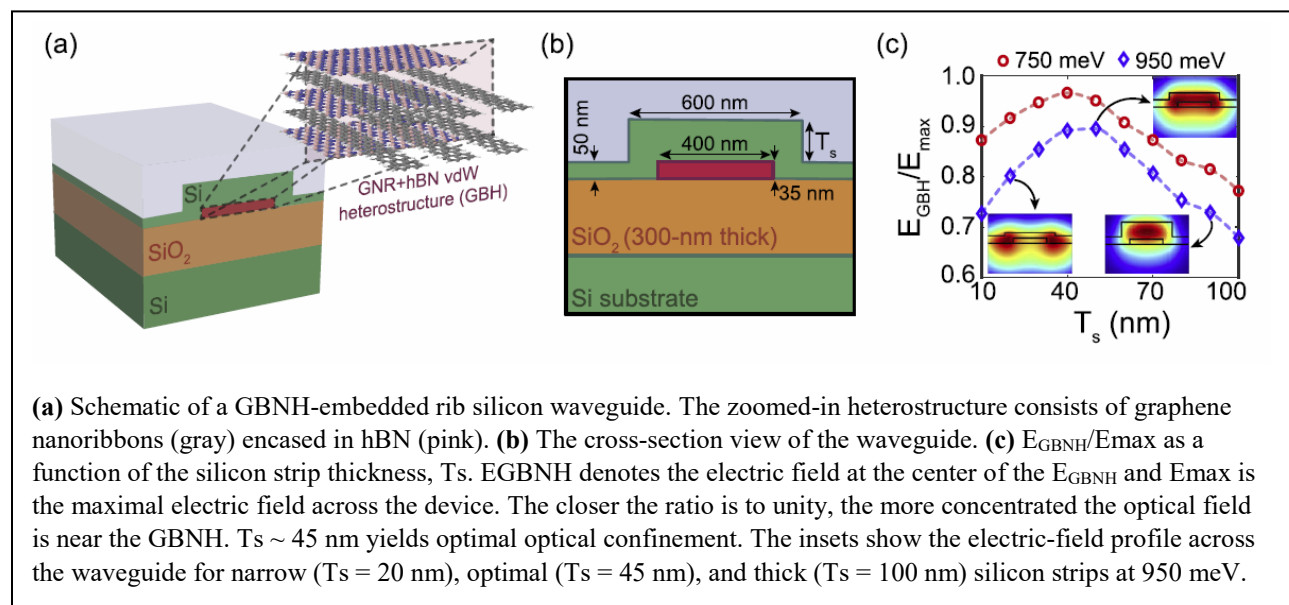 (a)
Si
SiO2
Si
GNR+hBN vdW
heterostructure (GBH)
(b)
600 nm
50 nm
Ts
400 nm
35 nm
SiO2 (300-nm thick)
Si substrate
(c)
750 meV 950 meV
EGBH/Emax
1.0
0.9
0.8
0.7
0.6
10 40 70 100
Ts (nm)
(a) Schematic of a GBNH-embedded rib silicon waveguide. The zoomed-in heterostructure consists of graphene
nanoribbons (gray) encased in hBN (pink). (b) The cross-section view of the waveguide. (c) EGBNH/Emax as a
function of the silicon strip thickness, Ts. EGBNH denotes the electric field at the center of the EGBNH and Emax is
the maximal electric field across the device. The closer the ratio is to unity, the more concentrated the optical field
is near the GBNH. Ts ~ 45 nm yields optimal optical confinement. The insets show the electric-field profile across
the waveguide for narrow (Ts = 20 nm), optimal (Ts = 45 nm), and thick (Ts = 100 nm) silicon strips at 950 meV.